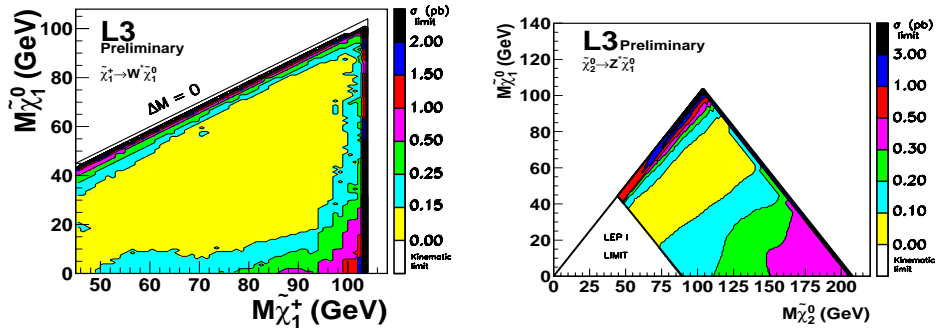 L3
Preliminary
χ̃₁⁺→W*χ̃₁⁰
ΔM = 0
Mχ̃₁⁰ (GeV)
100
80
60
40
20
0
50 60 70 80 90 100
Mχ̃₁⁺ (GeV)
σ (pb)
limit
2.00
1.50
1.00
0.50
0.25
0.15
0.00
Kinematic
limit
L3 Preliminary
χ̃₂⁰→Z*χ̃₁⁰
Mχ̃₁⁰ (GeV)
140
120
100
80
60
40
20
0
LEP I
LIMIT
0 25 50 75 100 125 150 175 200
Mχ̃₂⁰ (GeV)
σ (pb)
limit
3.00
1.00
0.50
0.30
0.20
0.10
0.00
Kinematic
limit